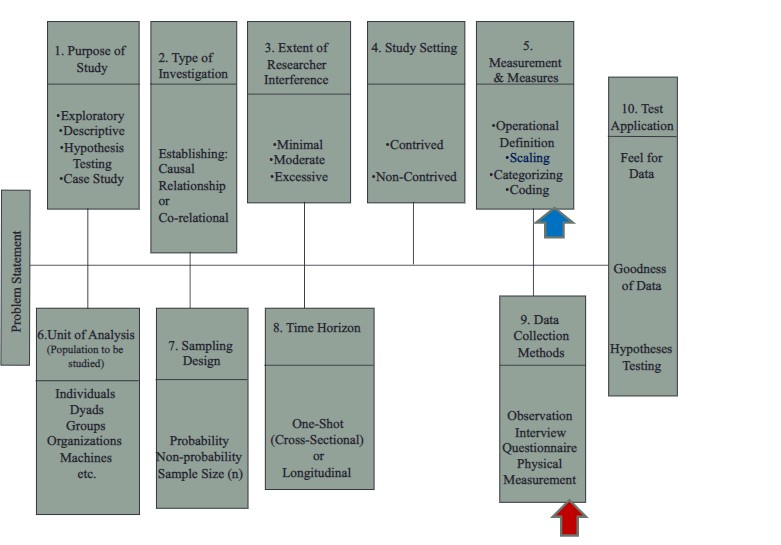 1. Purpose of
Study
•Exploratory
•Descriptive
•Hypothesis
Testing
•Case Study
2. Type of
Investigation
Establishing:
Causal
Relationship
or
Co-relational
3. Extent of
Researcher
Interference
•Minimal
•Moderate
•Excessive
4. Study Setting
•Contrived
•Non-Contrived
5.
Measurement
& Measures
•Operational
Definition
•Scaling
•Categorizing
•Coding
10. Test
Application
Feel for
Data
Goodness
of Data
Hypotheses
Testing
Problem Statement
6.Unit of Analysis
(Population to be
studied)
Individuals
Dyads
Groups
Organizations
Machines
etc.
7. Sampling
Design
Probability
Non-probability
Sample Size (n)
8. Time Horizon
One-Shot
(Cross-Sectional)
or
Longitudinal
9. Data
Collection
Methods
Observation
Interview
Questionnaire
Physical
Measurement